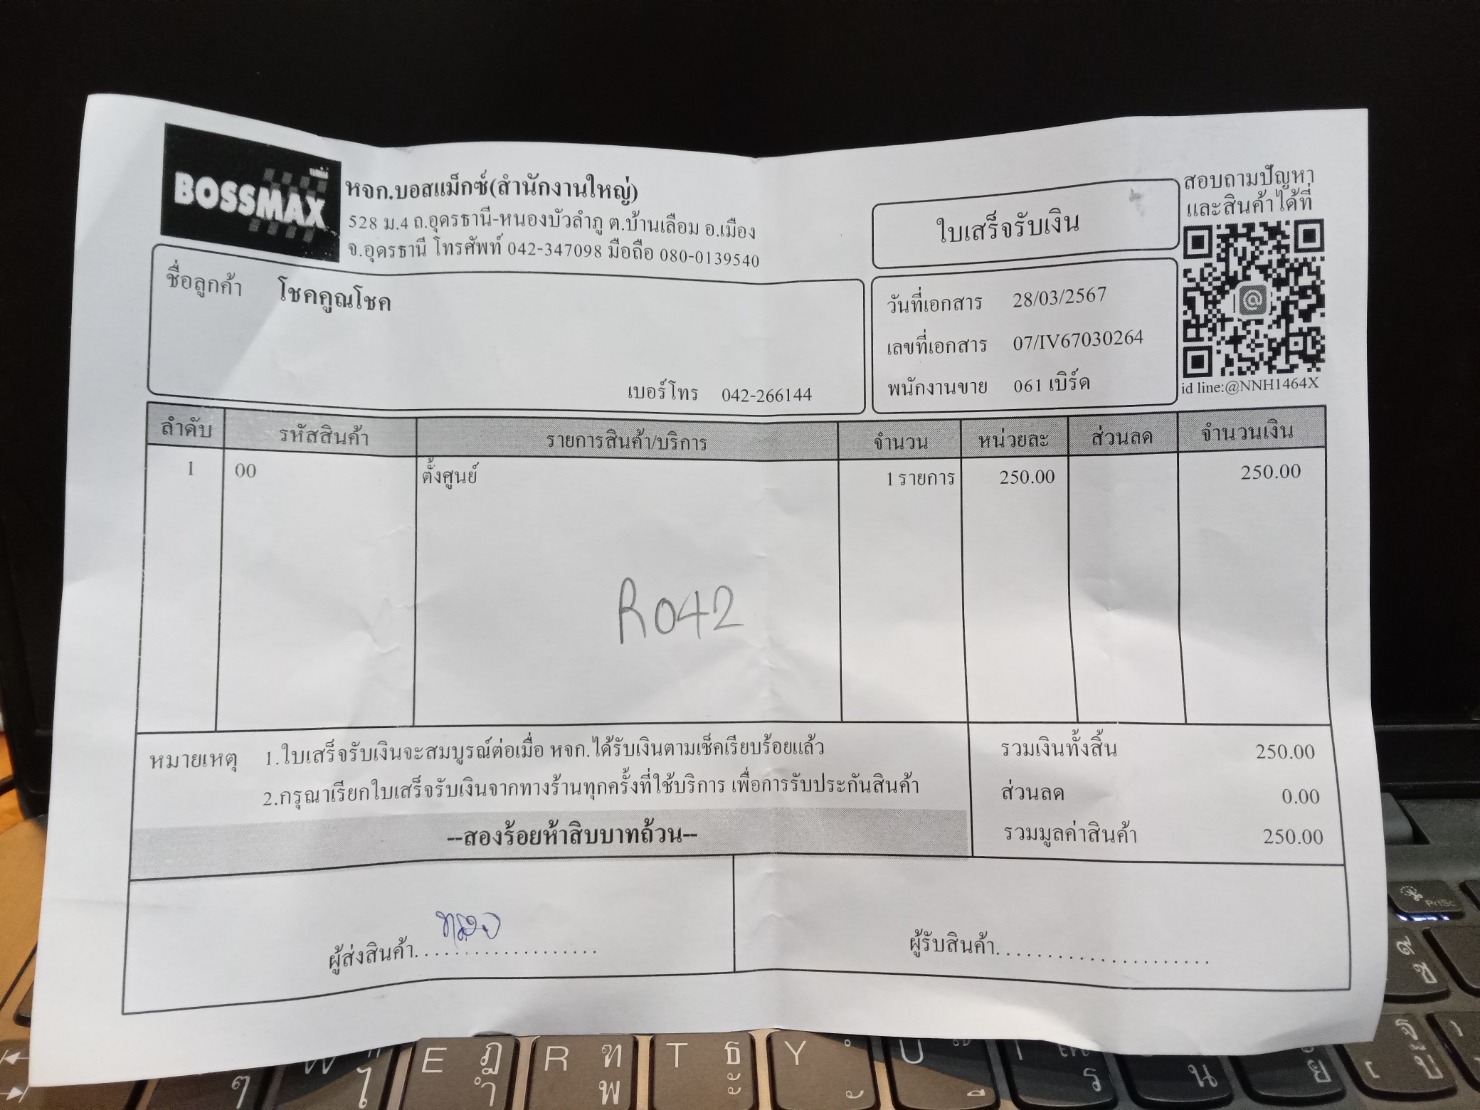 BOSSMAX
หจก.บอสแม็กซ์(สำนักงานใหญ่)
528 ม.4 ถ.อุดรธานี-หนองบัวลำภู ต.บ้านเลื่อม อ.เมือง
จ.อุดรธานี โทรศัพท์ 042-347098 มือถือ 080-0139540
ใบเสร็จรับเงิน
สอบถามปัญหา
และสินค้าได้ที่
id line:@NNH1464X
ชื่อลูกค้า โชคคูณโชค
เบอร์โทร 042-266144
วันที่เอกสาร 28/03/2567
เลขที่เอกสาร 07/IV67030264
พนักงานขาย 061 เบิร์ด
ลำดับ รหัสสินค้า รายการสินค้า/บริการ จำนวน หน่วยละ ส่วนลด จำนวนเงิน
1 00 ตั้งศูนย์ 1 รายการ 250.00 250.00
R042
หมายเหตุ 1.ใบเสร็จรับเงินจะสมบูรณ์ต่อเมื่อ หจก.ได้รับเงินตามเช็คเรียบร้อยแล้ว
2.กรุณาเรียกใบเสร็จรับเงินจากทางร้านทุกครั้งที่ใช้บริการ เพื่อการรับประกันสินค้า
--สองร้อยห้าสิบบาทถ้วน--
รวมเงินทั้งสิ้น 250.00
ส่วนลด 0.00
รวมมูลค่าสินค้า 250.00
ผู้ส่งสินค้า....................
ผู้รับสินค้า.......................
PrtSc
E ฎ ำ R ฑ พ T ธ ะ Y U